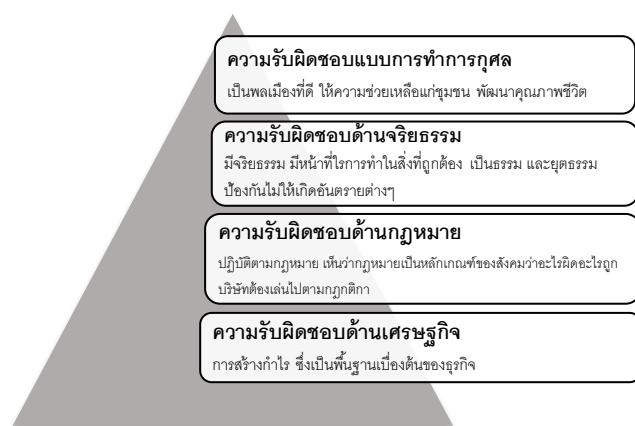 ความรับผิดชอบแบบการทำการกุศล
เป็นพลเมืองที่ดี ให้ความช่วยเหลือแก่ชุมชน พัฒนาคุณภาพชีวิต
ความรับผิดชอบด้านจริยธรรม
มีจริยธรรม มีหน้าที่ไรการทำในสิ่งที่ถูกต้อง เป็นธรรม และยุตธรรม
ป้องกันไม่ให้เกิดอันตรายต่างๆ
ความรับผิดชอบด้านกฎหมาย
ปฏิบัติตามกฎหมาย เห็นว่ากฎหมายเป็นหลักเกณฑ์ของสังคมว่าอะไรผิดอะไรถูก
บริษัทต้องเล่นไปตามกฎกติกา
ความรับผิดชอบด้านเศรษฐกิจ
การสร้างกำไร ซึ่งเป็นพื้นฐานเบื่องต้นของธุรกิจ